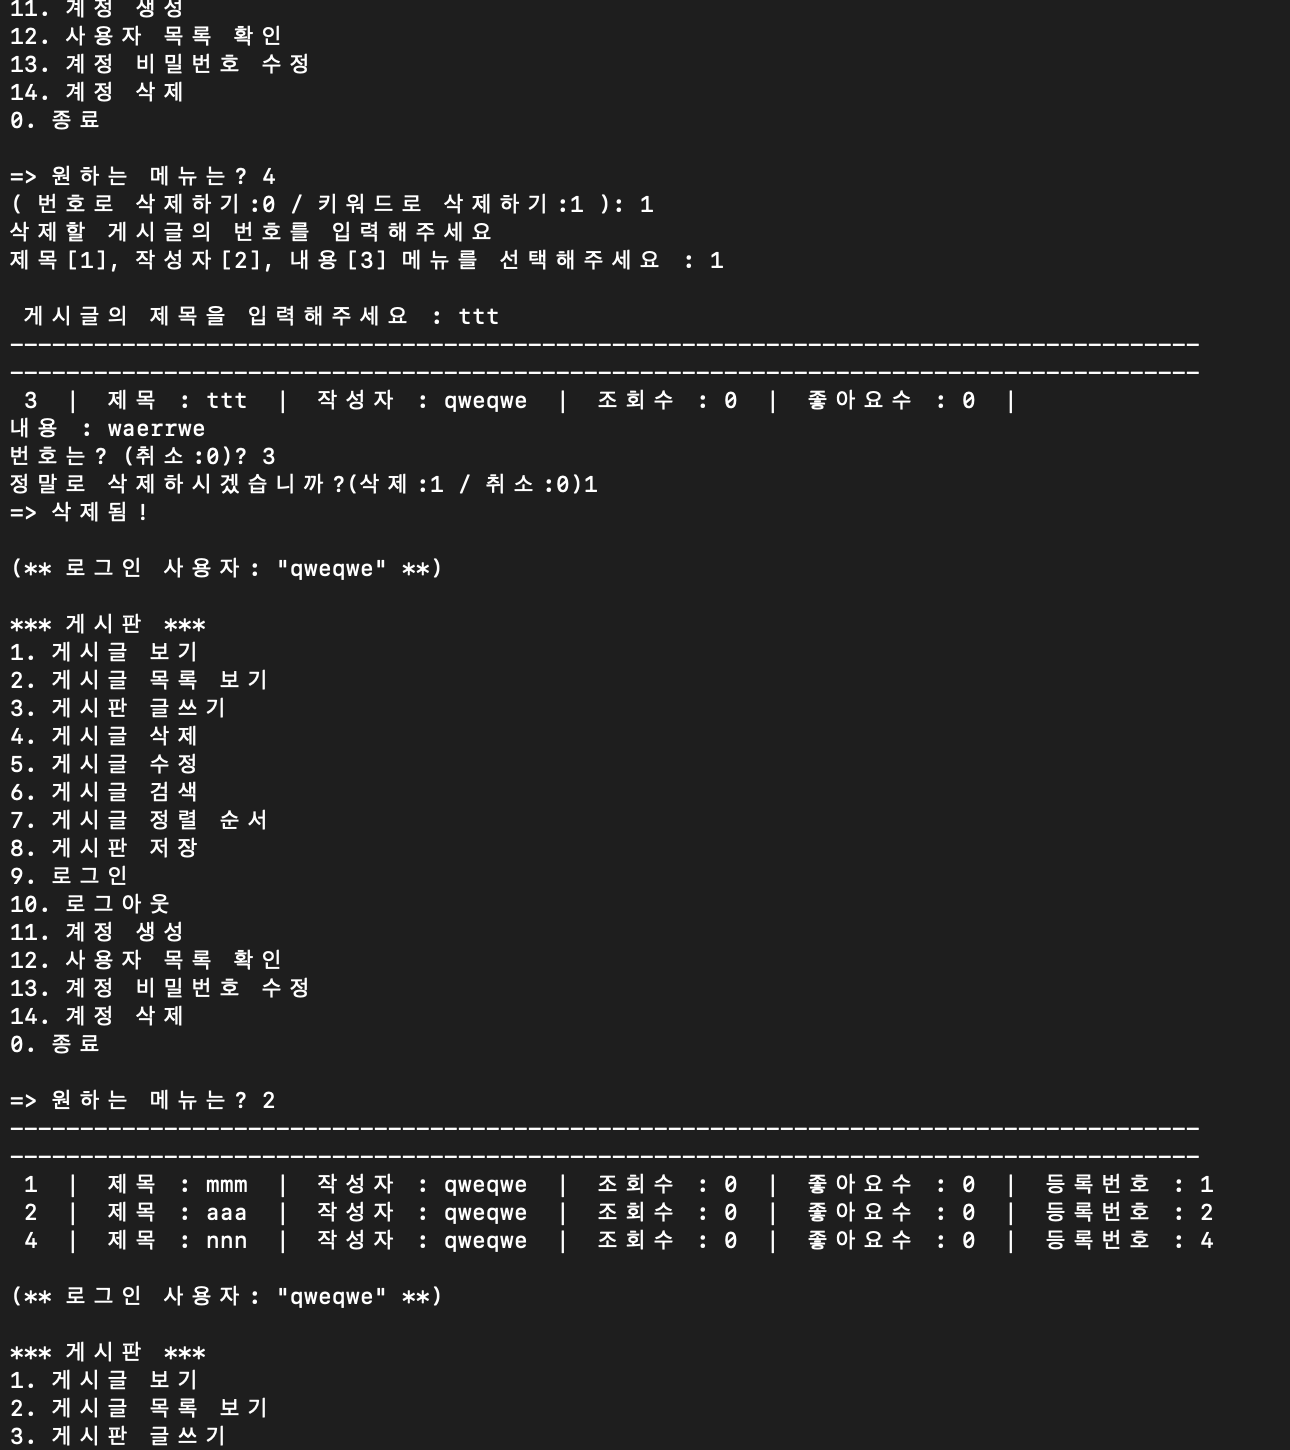 11. 계정 생성
12. 사용자 목록 확인
13. 계정 비밀번호 수정
14. 계정 삭제
0. 종료
=> 원하는 메뉴는? 4
( 번호로 삭제하기:0 / 키워드로 삭제하기:1 ): 1
삭제할 게시글의 번호를 입력해주세요
제목[1], 작성자[2], 내용[3] 메뉴를 선택해주세요 : 1
게시글의 제목을 입력해주세요 : ttt
-------------------------------------------------------------------------------------
-------------------------------------------------------------------------------------
3 | 제목 : ttt | 작성자 : qweqwe | 조회수 : 0 | 좋아요수 : 0 |
내용 : waerrwe
번호는? (취소:0)? 3
정말로 삭제하시겠습니까?(삭제:1 / 취소:0)1
=> 삭제됨!
(** 로그인 사용자: "qweqwe" **)
*** 게시판 ***
1. 게시글 보기
2. 게시글 목록 보기
3. 게시판 글쓰기
4. 게시글 삭제
5. 게시글 수정
6. 게시글 검색
7. 게시글 정렬 순서
8. 게시판 저장
9. 로그인
10. 로그아웃
11. 계정 생성
12. 사용자 목록 확인
13. 계정 비밀번호 수정
14. 계정 삭제
0. 종료
=> 원하는 메뉴는? 2
-------------------------------------------------------------------------------------
-------------------------------------------------------------------------------------
1 | 제목 : mmm | 작성자 : qweqwe | 조회수 : 0 | 좋아요수 : 0 | 등록번호 : 1
2 | 제목 : aaa | 작성자 : qweqwe | 조회수 : 0 | 좋아요수 : 0 | 등록번호 : 2
4 | 제목 : nnn | 작성자 : qweqwe | 조회수 : 0 | 좋아요수 : 0 | 등록번호 : 4
(** 로그인 사용자: "qweqwe" **)
*** 게시판 ***
1. 게시글 보기
2. 게시글 목록 보기
3. 게시판 글쓰기